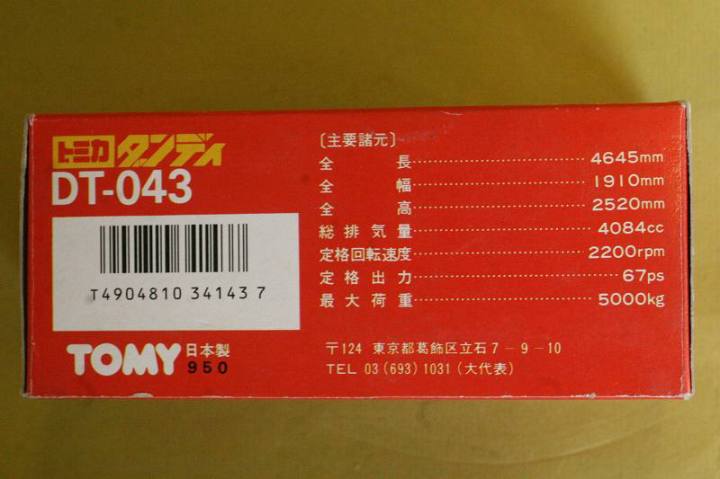 トミカ ダンディ
DT-043
T4904810 34143 7
TOMY 日本製
950
〔主要諸元〕
全長 4645mm
全幅 1910mm
全高 2520mm
総排気量 4084cc
定格回転速度 2200rpm
定格出力 67ps
最大荷重 5000kg
〒124 東京都葛飾区立石7-9-10
TEL 03(693)1031(大代表)